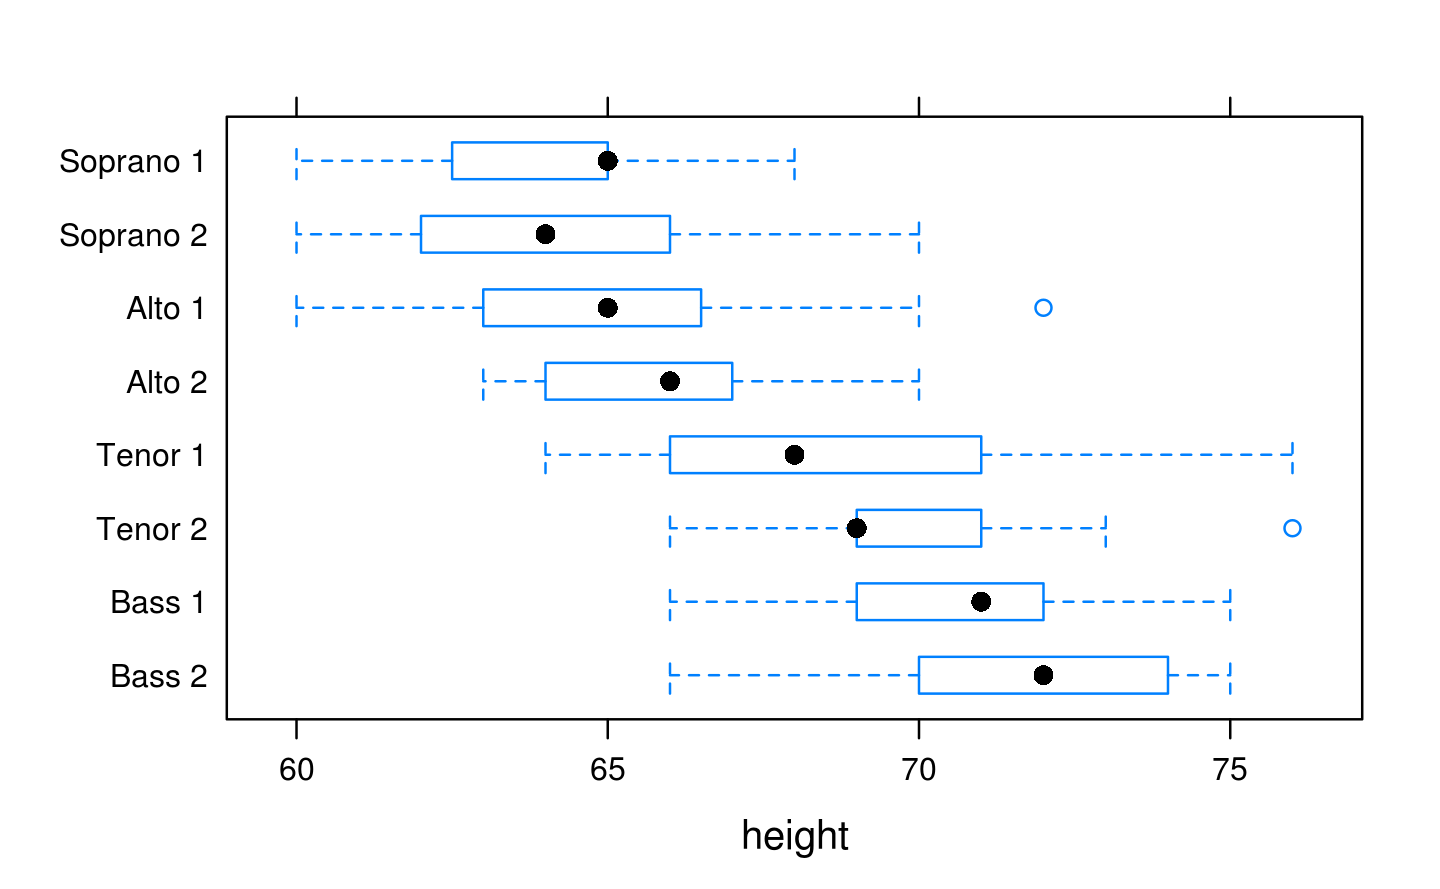 Soprano 1
Soprano 2
Alto 1
Alto 2
Tenor 1
Tenor 2
Bass 1
Bass 2
60 65 70 75
height